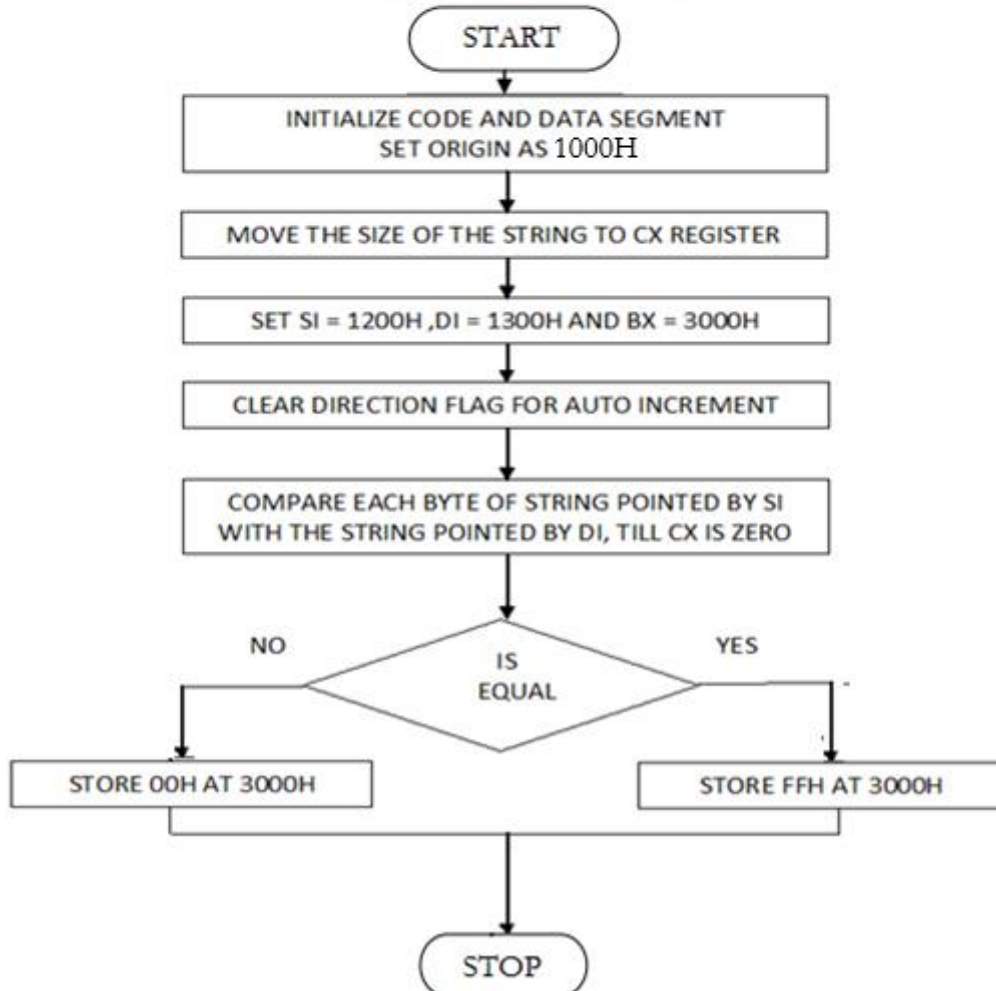 START
INITIALIZE CODE AND DATA SEGMENT
SET ORIGIN AS 1000H
MOVE THE SIZE OF THE STRING TO CX REGISTER
SET SI = 1200H ,DI = 1300H AND BX = 3000H
CLEAR DIRECTION FLAG FOR AUTO INCREMENT
COMPARE EACH BYTE OF STRING POINTED BY SI
WITH THE STRING POINTED BY DI, TILL CX IS ZERO
NO
YES
IS
EQUAL
STORE 00H AT 3000H
STORE FFH AT 3000H
STOP